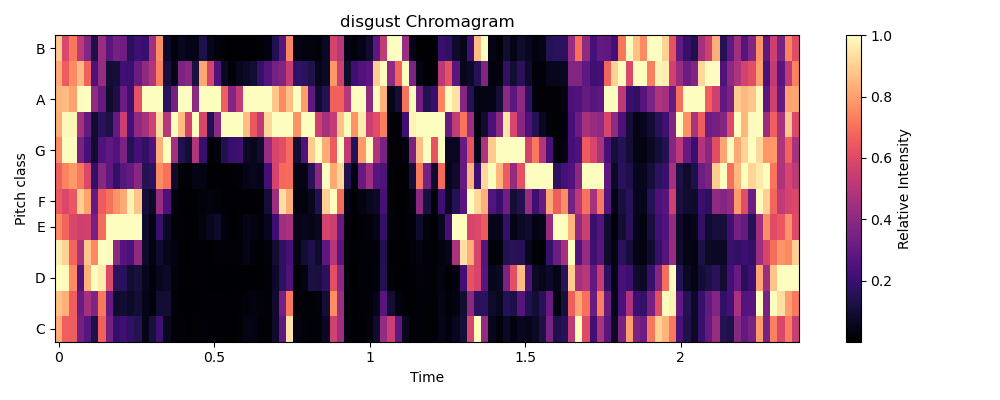 disgust Chromagram
B
A
G
F
E
D
C
Pitch class
0
0.5
1
1.5
2
Time
1.0
0.8
0.6
0.4
0.2
Relative Intensity